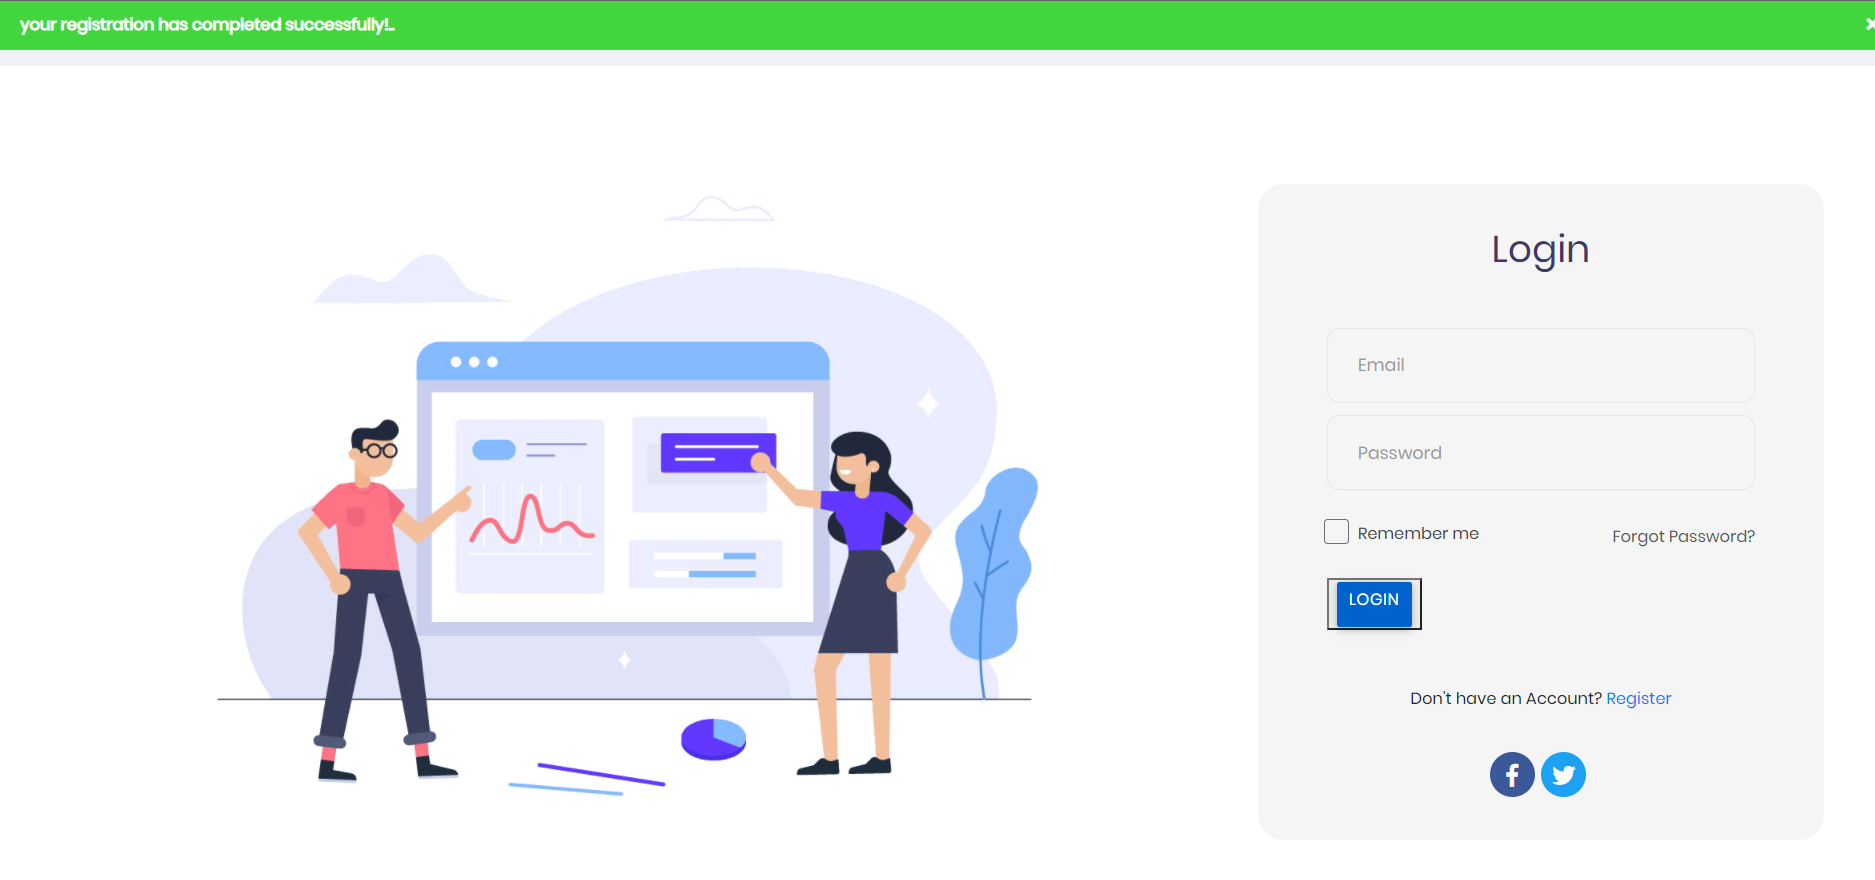 your registration has completed successfully!..
Login
Email
Password
Remember me
Forgot Password?
LOGIN
Don't have an Account? Register